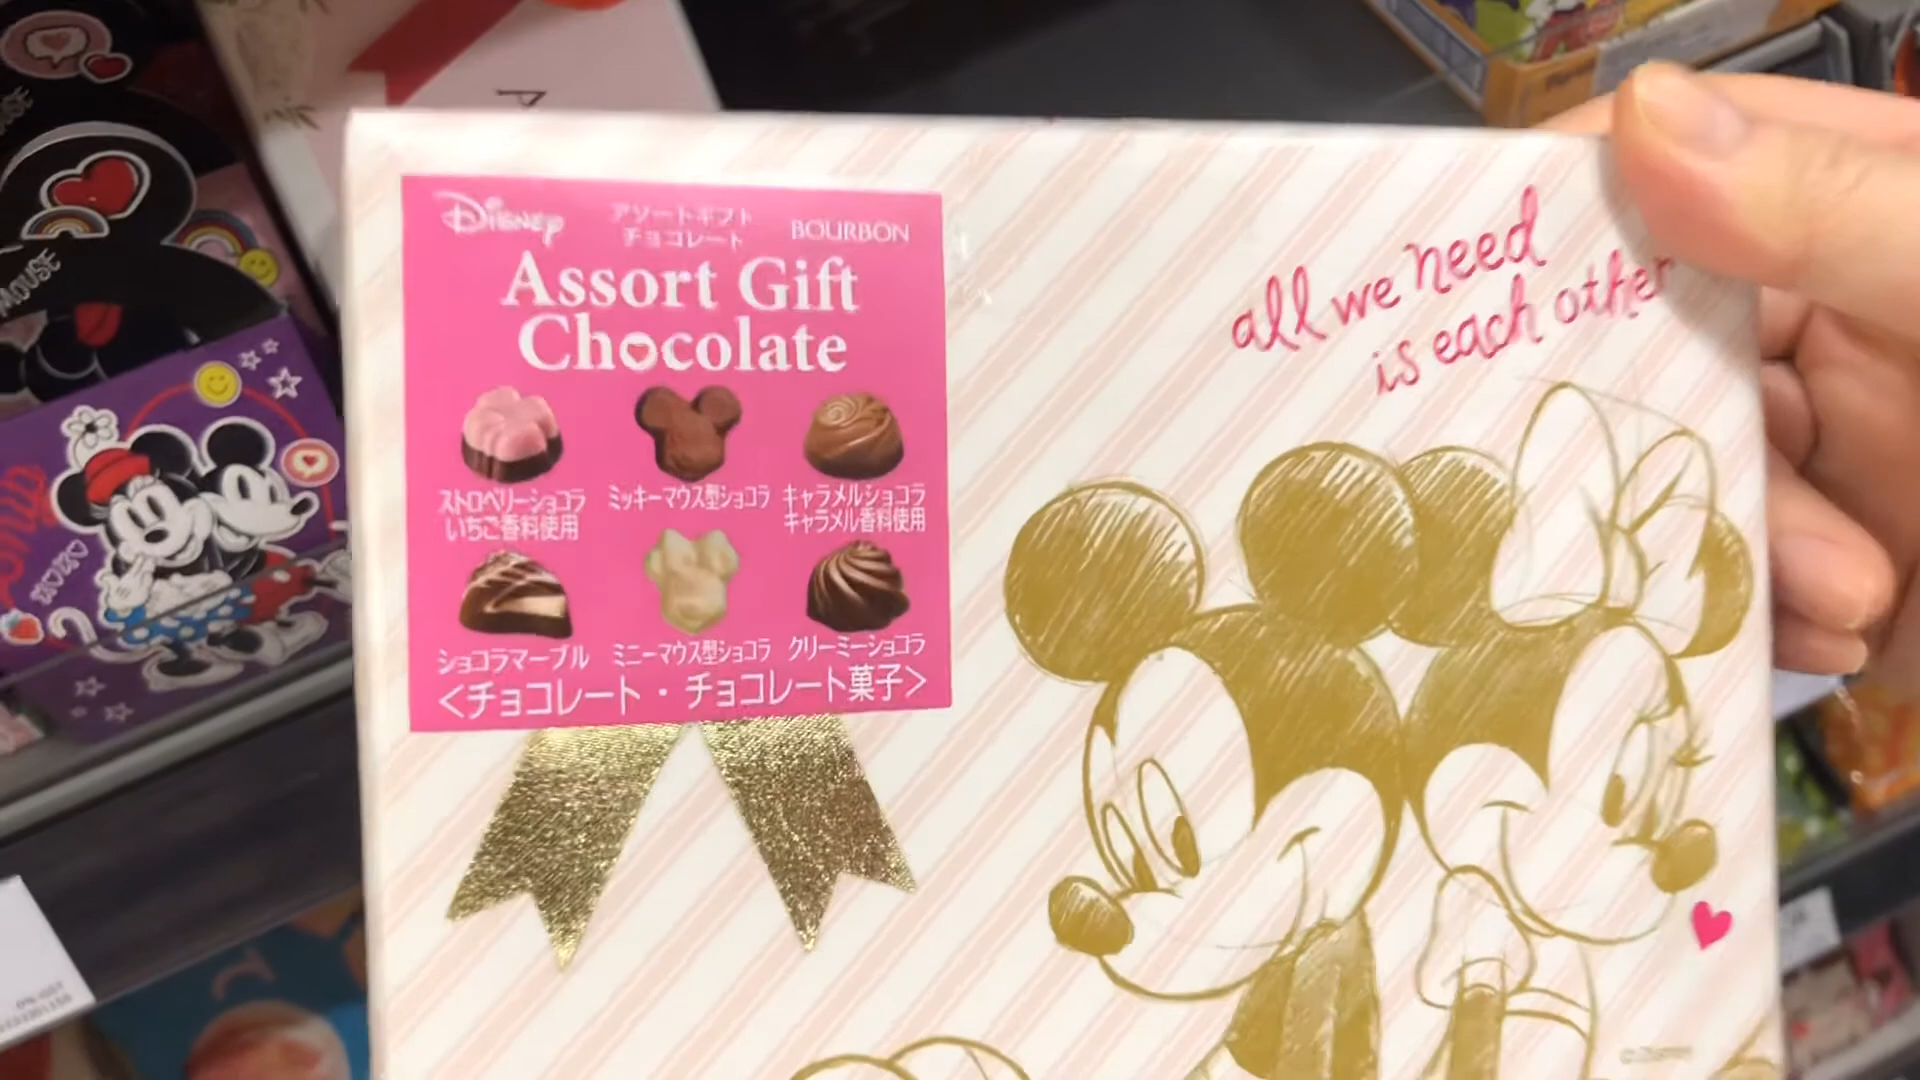 Disney
アソートギフト
チョコレート
BOURBON
Assort Gift
Chocolate
ストロベリーショコラ
いちご香料使用
ミッキーマウス型ショコラ
キャラメルショコラ
キャラメル香料使用
ショコラマーブル
ミニーマウス型ショコラ
クリーミーショコラ
<チョコレート・チョコレート菓子>
all we need
is each other
©Disney
MOUSE